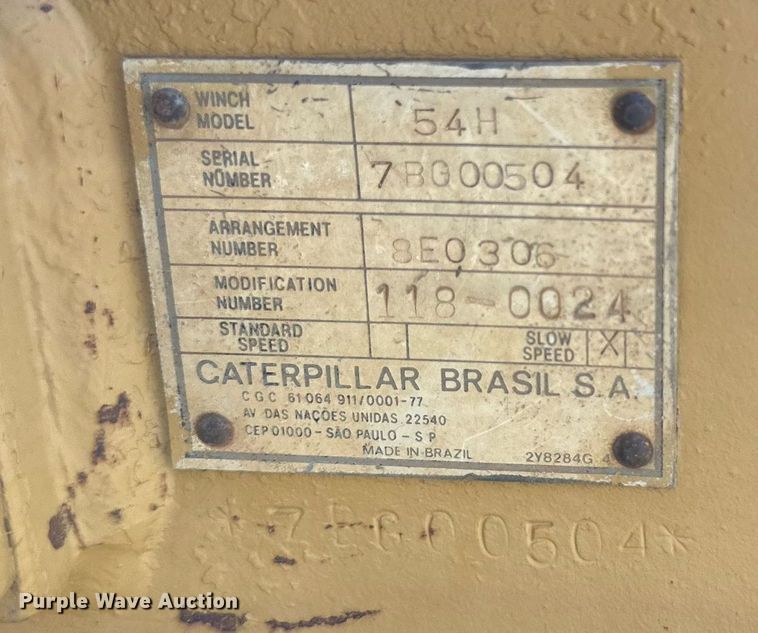 WINCH MODEL 54H
SERIAL NUMBER 7BG00504
ARRANGEMENT NUMBER 8E0306
MODIFICATION NUMBER 118-0024
STANDARD SPEED SLOW SPEED X
CATERPILLAR BRASIL S.A.
C G C 61 064 911/0001-77
AV DAS NAÇÕES UNIDAS 22540
CEP 01000 - SÃO PAULO - S P
MADE IN BRAZIL 2Y8284G 4
*7BG00504*
Purple Wave Auction